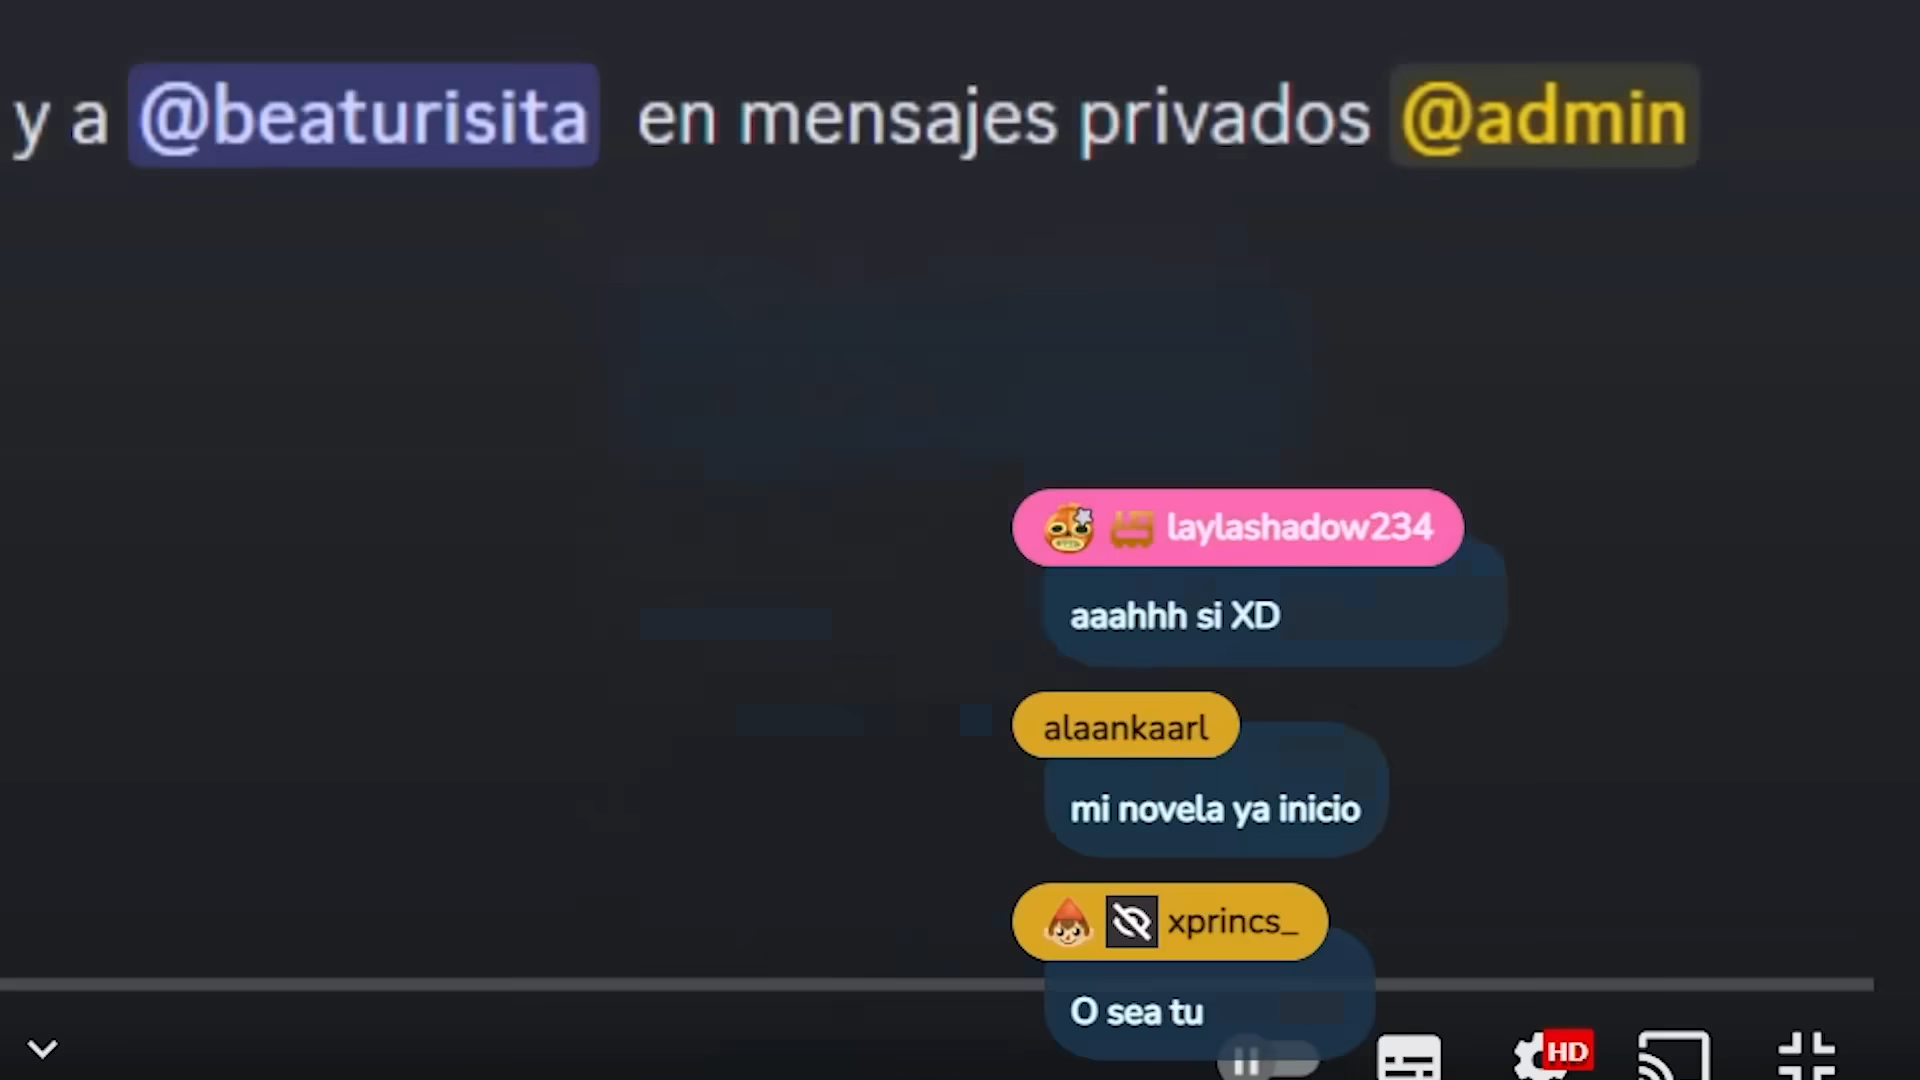 y a @beaturisita en mensajes privados @admin
laylashadow234
aaahhh si XD
alaankaarl
mi novela ya inicio
xprincs_
O sea tu
HD